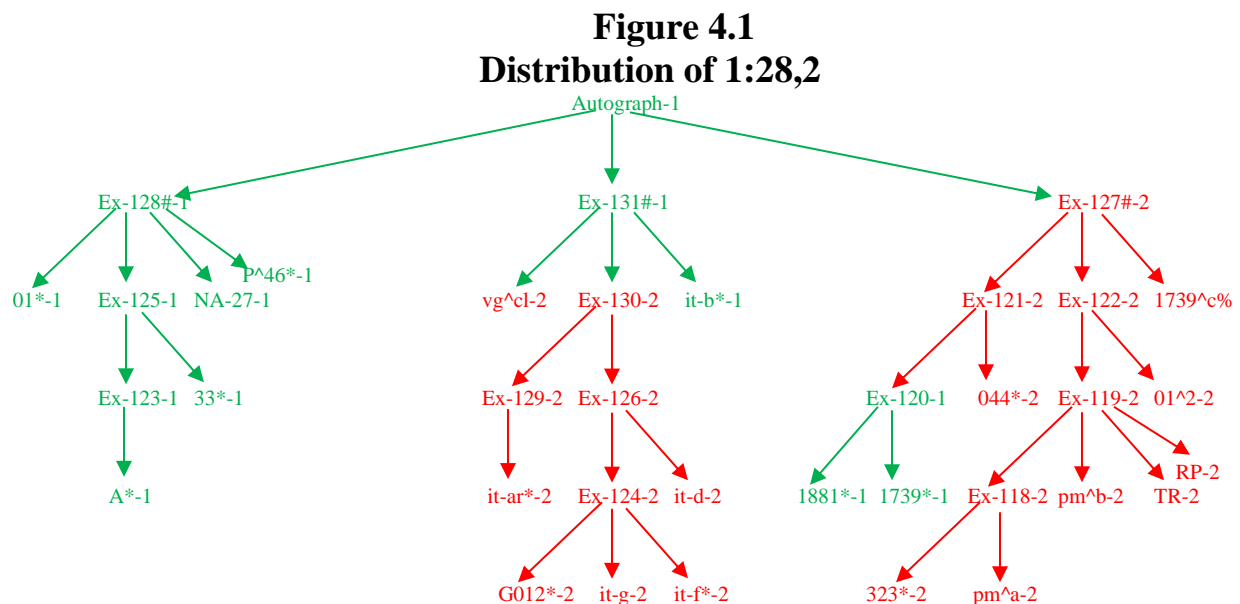 Figure 4.1
Distribution of 1:28,2
Autograph-1
Ex-128#-1 Ex-131#-1 Ex-127#-2
P^46*-1
01*-1 Ex-125-1 NA-27-1 vg^cl-2 Ex-130-2 it-b*-1 Ex-121-2 Ex-122-2 1739^c%
Ex-123-1 33*-1 Ex-129-2 Ex-126-2 Ex-120-1 044*-2 Ex-119-2 01^2-2
RP-2
A*-1 it-ar*-2 Ex-124-2 it-d-2 1881*-1 1739*-1 Ex-118-2 pm^b-2 TR-2
G012*-2 it-g-2 it-f*-2 323*-2 pm^a-2